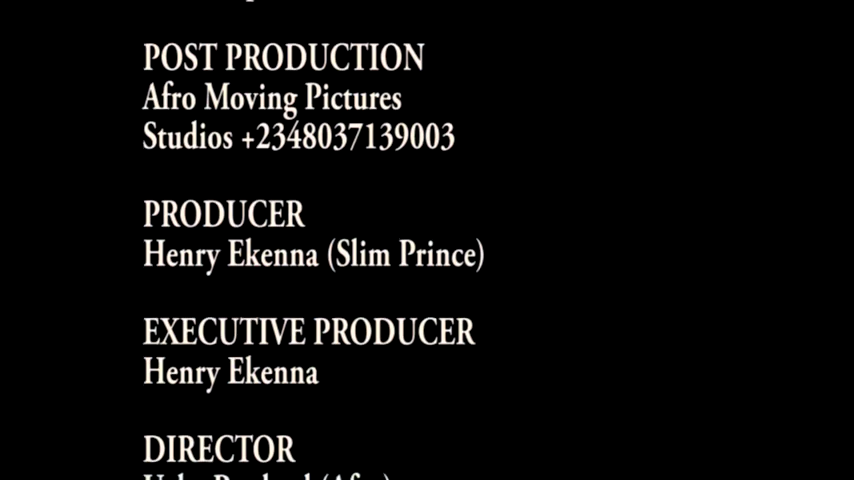 POST PRODUCTION
Afro Moving Pictures
Studios +2348037139003
PRODUCER
Henry Ekenna (Slim Prince)
EXECUTIVE PRODUCER
Henry Ekenna
DIRECTOR